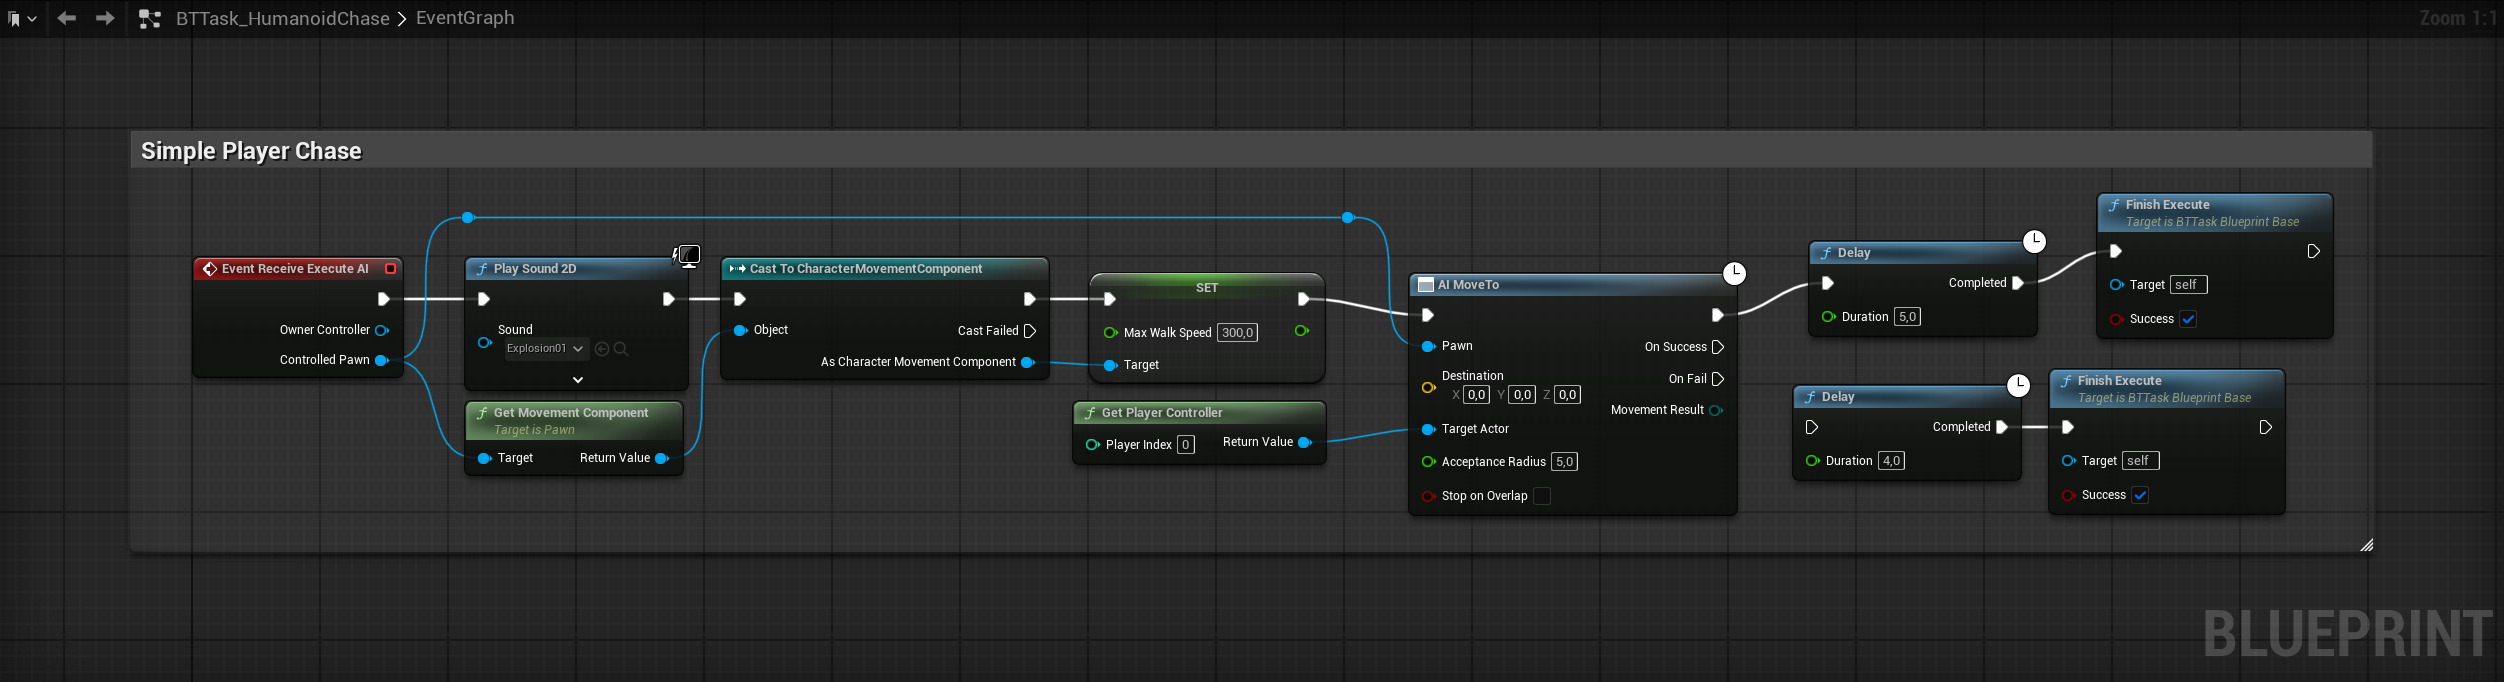 BTTask_HumanoidChase > EventGraph
Zoom 1:1
Simple Player Chase
Event Receive Execute AI
Owner Controller
Controlled Pawn
Play Sound 2D
Sound
Explosion01
Get Movement Component
Target is Pawn
Target
Return Value
Cast To CharacterMovementComponent
Object
Cast Failed
As Character Movement Component
SET
Max Walk Speed 300,0
Target
Get Player Controller
Player Index 0
Return Value
AI MoveTo
Pawn
On Success
Destination
X 0,0 Y 0,0 Z 0,0
On Fail
Movement Result
Target Actor
Acceptance Radius 5,0
Stop on Overlap
Delay
Completed
Duration 5,0
Finish Execute
Target is BTTask Blueprint Base
Target self
Success
Delay
Completed
Duration 4,0
Finish Execute
Target is BTTask Blueprint Base
Target self
Success
BLUEPRINT